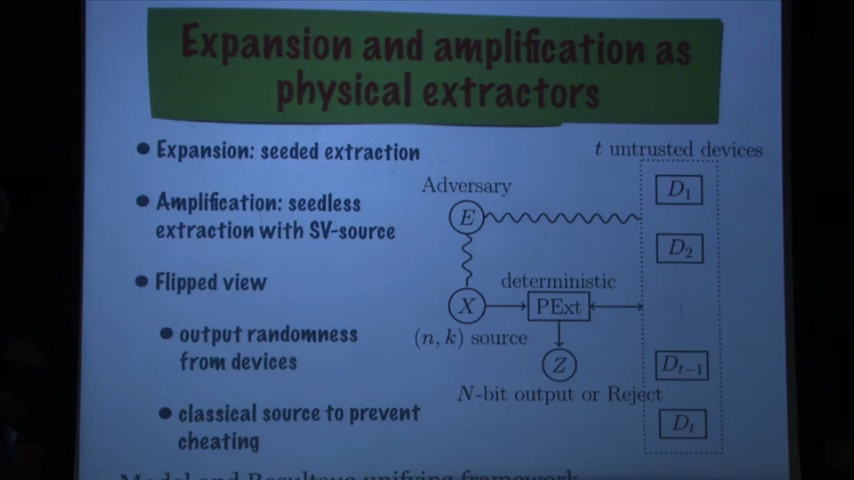 Expansion and amplification as
physical extractors
● Expansion: seeded extraction
● Amplification: seedless
extraction with SV-source
● Flipped view
● output randomness
from devices
● classical source to prevent
cheating
t untrusted devices
Adversary
E
D₁
D₂
⋮
deterministic
X
PExt
(n, k) source
Z
Dₜ₋₁
N-bit output or Reject
Dₜ